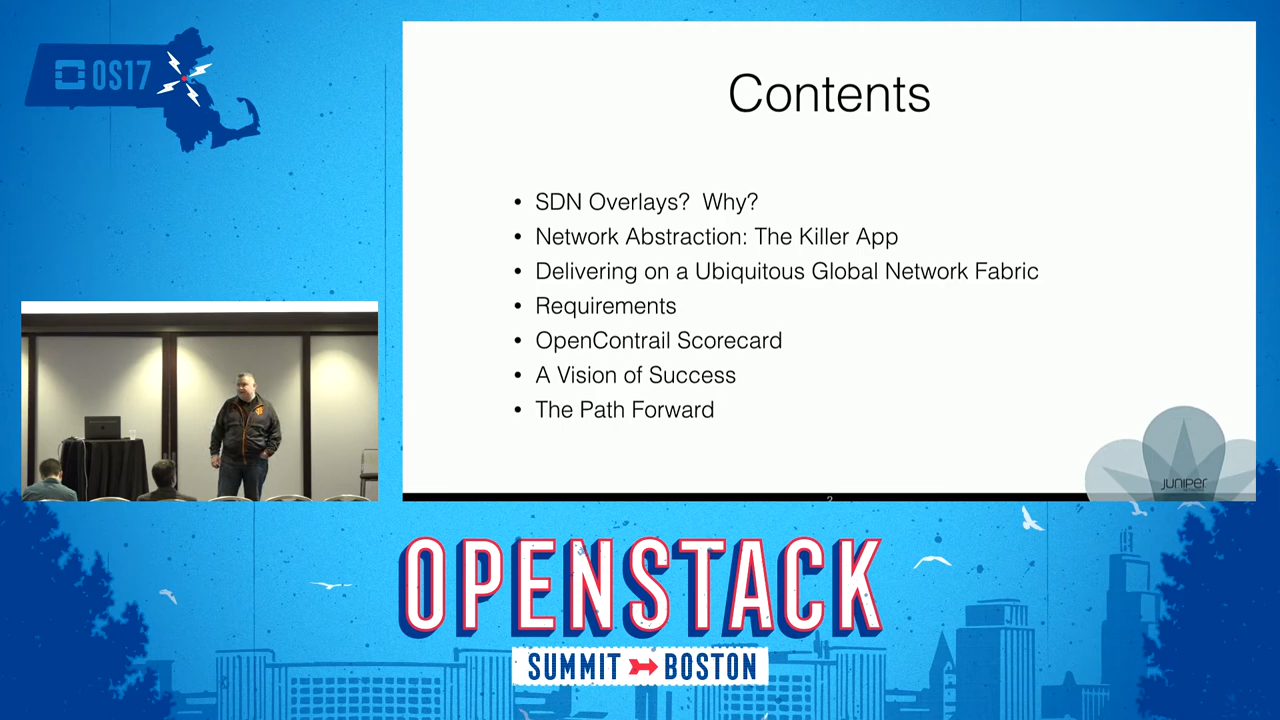 OS17
Contents
• SDN Overlays?  Why?
• Network Abstraction: The Killer App
• Delivering on a Ubiquitous Global Network Fabric
• Requirements
• OpenContrail Scorecard
• A Vision of Success
• The Path Forward
juniper
2
OPENSTACK
SUMMIT BOSTON